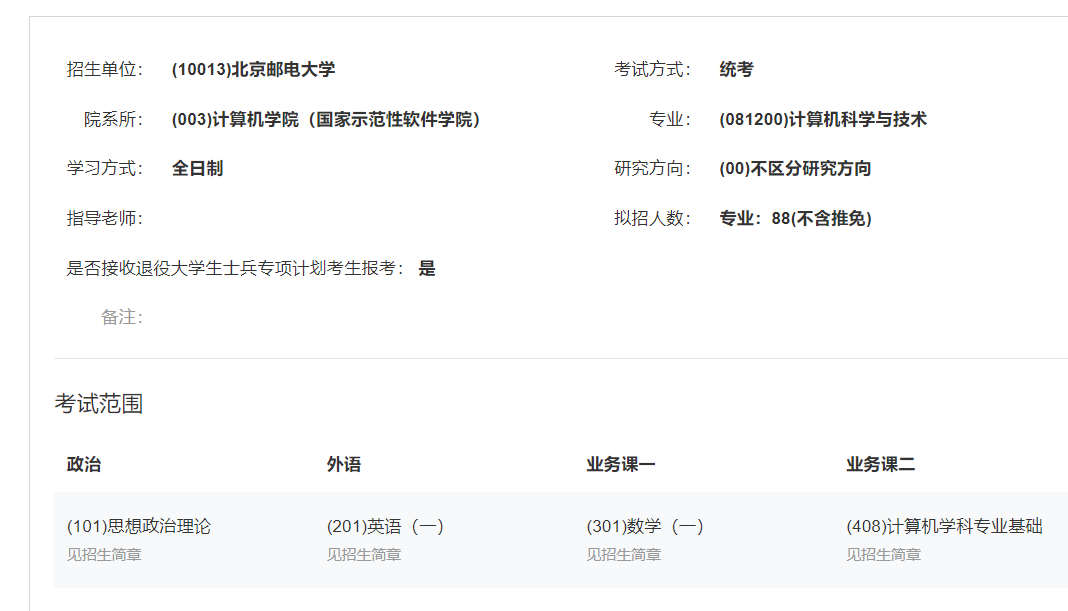 招生单位： (10013)北京邮电大学 考试方式： 统考
院系所： (003)计算机学院（国家示范性软件学院） 专业： (081200)计算机科学与技术
学习方式： 全日制 研究方向： (00)不区分研究方向
指导老师： 拟招人数： 专业：88(不含推免)
是否接收退役大学生士兵专项计划考生报考： 是
备注：
考试范围
政治 外语 业务课一 业务课二
(101)思想政治理论 (201)英语（一） (301)数学（一） (408)计算机学科专业基础
见招生简章 见招生简章 见招生简章 见招生简章